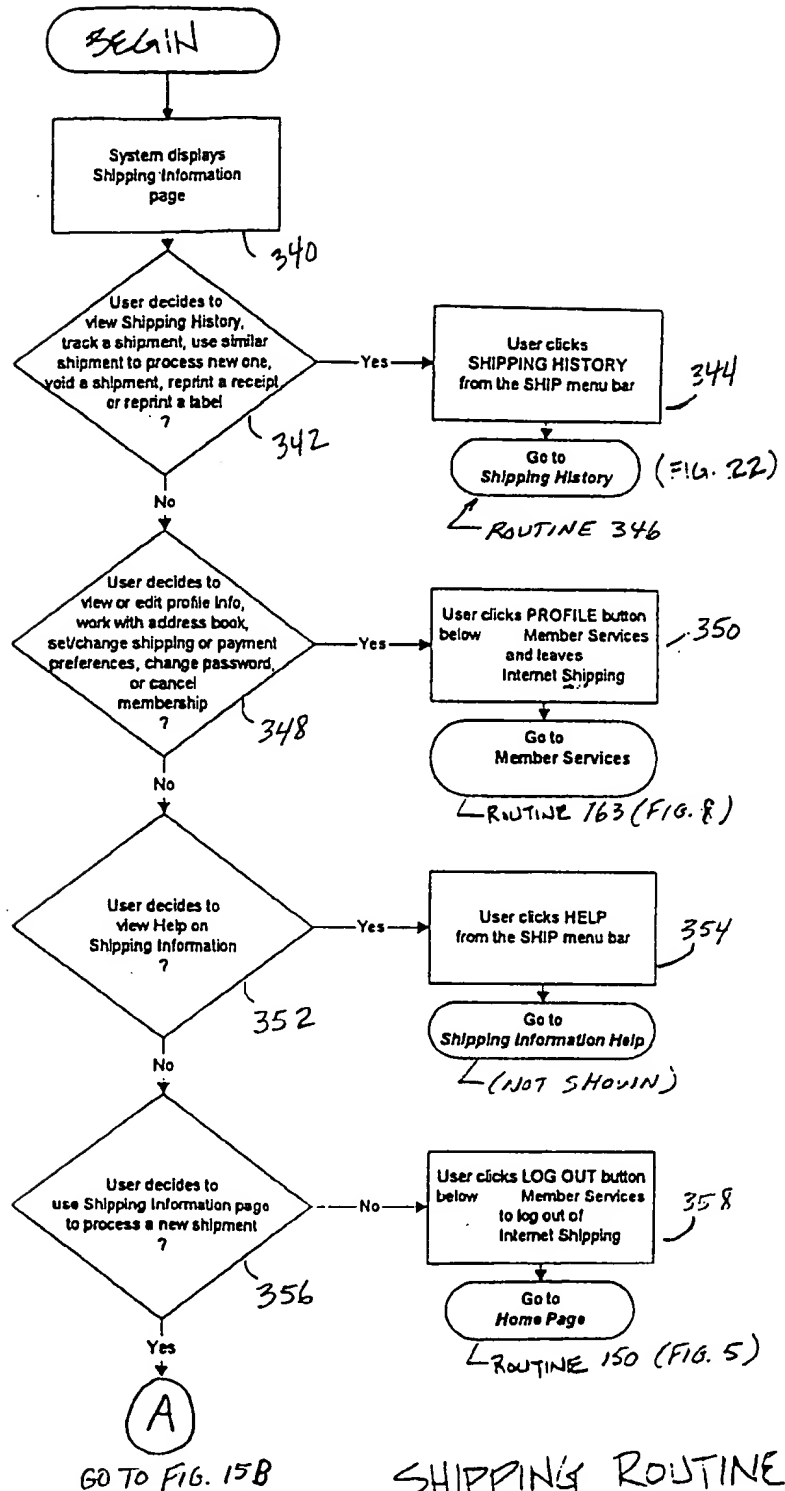 BEGIN
System displays
Shipping Information
page
340
User decides to
view Shipping History,
track a shipment, use similar
shipment to process new one,
void a shipment, reprint a receipt
or reprint a label
?
342
Yes
User clicks
SHIPPING HISTORY
from the SHIP menu bar
344
Go to
Shipping History
(FIG. 22)
ROUTINE 346
No
User decides to
view or edit profile info,
work with address book,
set/change shipping or payment
preferences, change password,
or cancel
membership
?
348
Yes
User clicks PROFILE button
below Member Services
and leaves
Internet Shipping
350
Go to
Member Services
ROUTINE 163 (FIG. 8)
No
User decides to
view Help on
Shipping Information
?
352
Yes
User clicks HELP
from the SHIP menu bar
354
Go to
Shipping Information Help
(NOT SHOWN)
No
User decides to
use Shipping Information page
to process a new shipment
?
356
No
User clicks LOG OUT button
below Member Services
to log out of
Internet Shipping
358
Go to
Home Page
ROUTINE 150 (FIG. 5)
Yes
A
GO TO FIG. 15B
SHIPPING ROUTINE